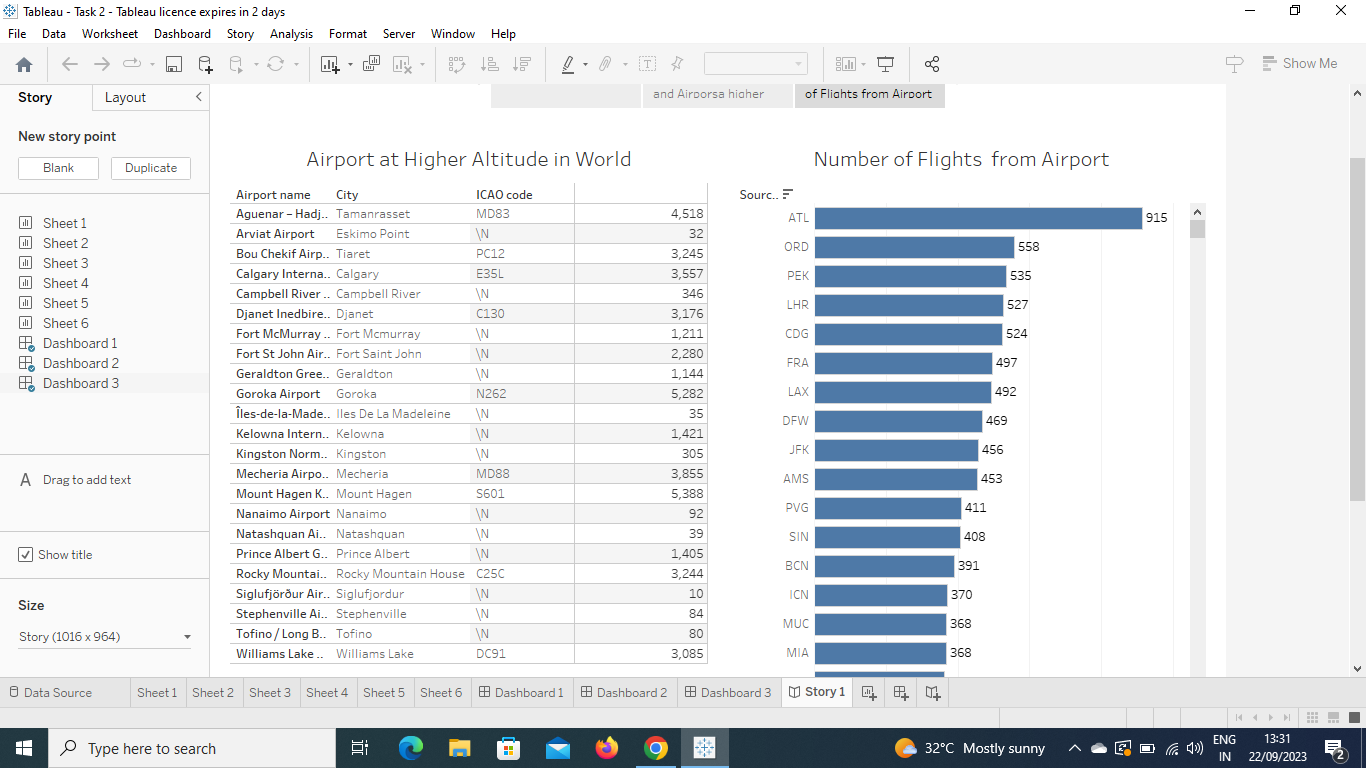 Tableau - Task 2 - Tableau licence expires in 2 days
File Data Worksheet Dashboard Story Analysis Format Server Window Help
Show Me
Story Layout
New story point
Blank Duplicate
Sheet 1
Sheet 2
Sheet 3
Sheet 4
Sheet 5
Sheet 6
Dashboard 1
Dashboard 2
Dashboard 3
A Drag to add text
Show title
Size
Story (1016 x 964)
and Airporsa higher
of Flights from Airport
Airport at Higher Altitude in World
Airport name City ICAO code
Aguenar – Hadj.. Tamanrasset MD83 4,518
Arviat Airport Eskimo Point \N 32
Bou Chekif Airp.. Tiaret PC12 3,245
Calgary Interna.. Calgary E35L 3,557
Campbell River .. Campbell River \N 346
Djanet Inedbire.. Djanet C130 3,176
Fort McMurray .. Fort Mcmurray \N 1,211
Fort St John Air.. Fort Saint John \N 2,280
Geraldton Gree.. Geraldton \N 1,144
Goroka Airport Goroka N262 5,282
Îles-de-la-Made.. Iles De La Madeleine \N 35
Kelowna Intern.. Kelowna \N 1,421
Kingston Norm.. Kingston \N 305
Mecheria Airpo.. Mecheria MD88 3,855
Mount Hagen K.. Mount Hagen S601 5,388
Nanaimo Airport Nanaimo \N 92
Natashquan Ai.. Natashquan \N 39
Prince Albert G.. Prince Albert \N 1,405
Rocky Mountai.. Rocky Mountain House C25C 3,244
Siglufjörður Air.. Siglufjordur \N 10
Stephenville Ai.. Stephenville \N 84
Tofino / Long B.. Tofino \N 80
Williams Lake .. Williams Lake DC91 3,085
Number of Flights from Airport
Sourc..
ATL 915
ORD 558
PEK 535
LHR 527
CDG 524
FRA 497
LAX 492
DFW 469
JFK 456
AMS 453
PVG 411
SIN 408
BCN 391
ICN 370
MUC 368
MIA 368
Data Source Sheet 1 Sheet 2 Sheet 3 Sheet 4 Sheet 5 Sheet 6 Dashboard 1 Dashboard 2 Dashboard 3 Story 1
Type here to search
32°C Mostly sunny
ENG
IN
13:31
22/09/2023
2